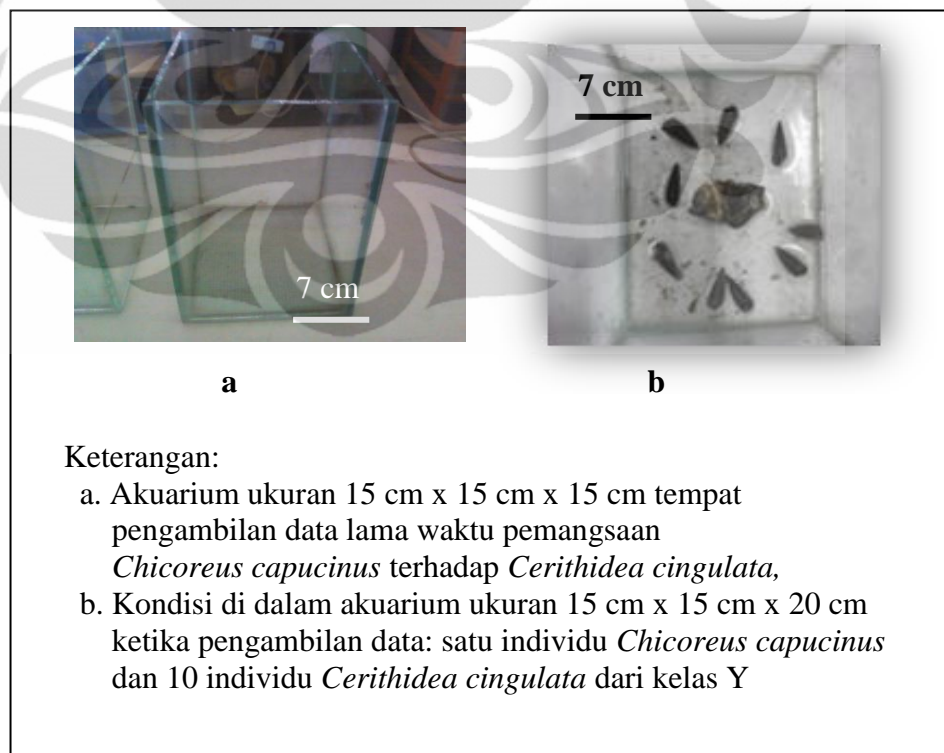 7 cm
7 cm
a
b
Keterangan:
a. Akuarium ukuran 15 cm x 15 cm x 15 cm tempat
pengambilan data lama waktu pemangsaan
Chicoreus capucinus terhadap Cerithidea cingulata,
b. Kondisi di dalam akuarium ukuran 15 cm x 15 cm x 20 cm
ketika pengambilan data: satu individu Chicoreus capucinus
dan 10 individu Cerithidea cingulata dari kelas Y